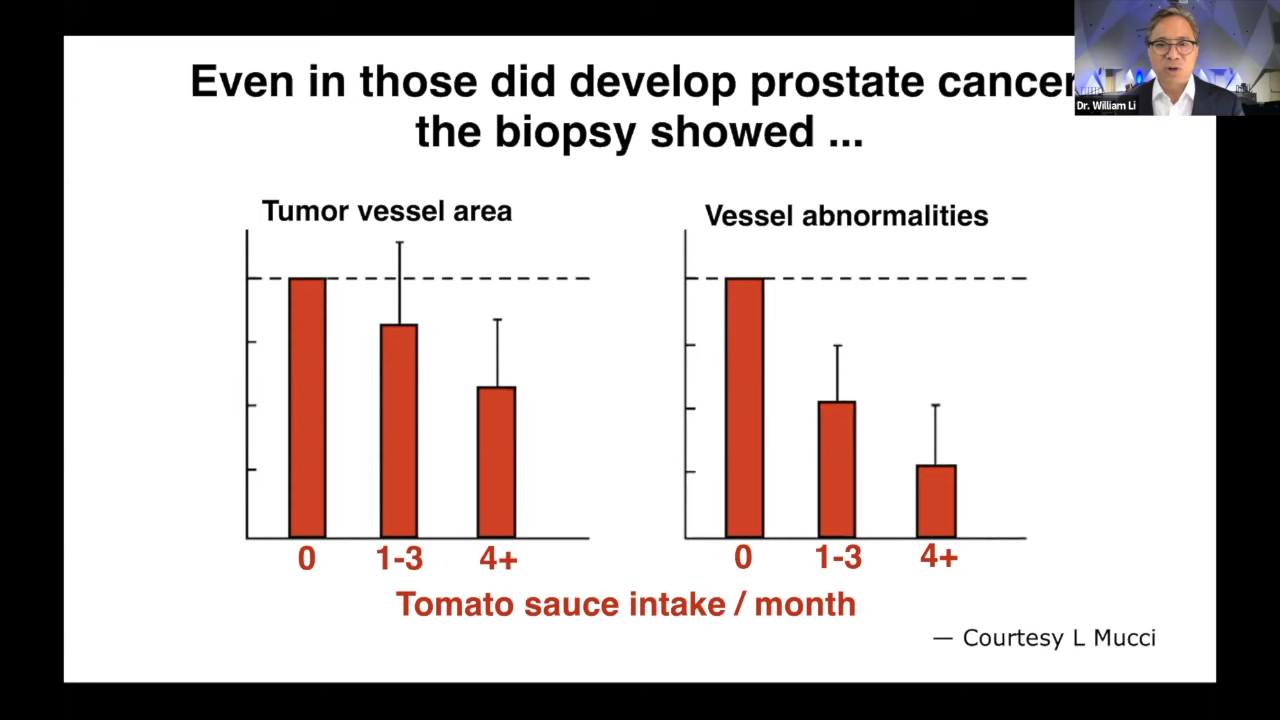 Even in those did develop prostate cancer
the biopsy showed ...
Dr. William Li
Tumor vessel area
Vessel abnormalities
0 1-3 4+
0 1-3 4+
Tomato sauce intake / month
— Courtesy L Mucci